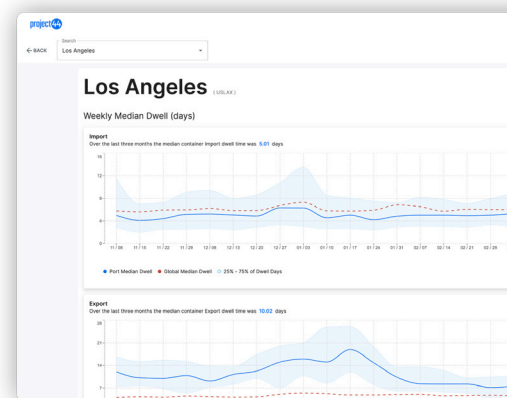 project44
← BACK
Search
Los Angeles
Los Angeles (USLAX)
Weekly Median Dwell (days)
Import
Over the last three months the median container Import dwell time was 5.01 days
16
12
8
4
0
11/08 11/15 11/22 11/29 12/06 12/13 12/20 12/27 01/03 01/10 01/17 01/24 01/31 02/07 02/14 02/21 02/28
Port Median Dwell Global Median Dwell 25% - 75% of Dwell Days
Export
Over the last three months the median container Export dwell time was 10.02 days
28
21
14
7